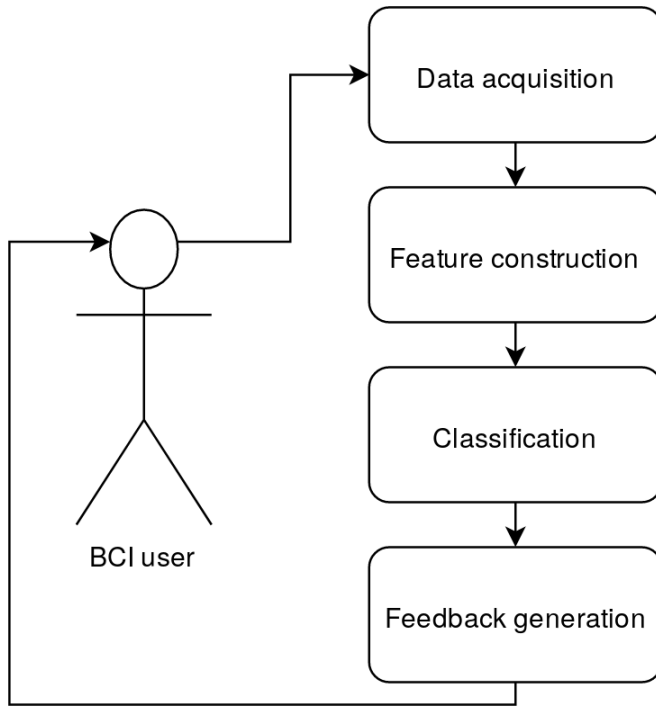 Data acquisition
Feature construction
Classification
Feedback generation
BCI user